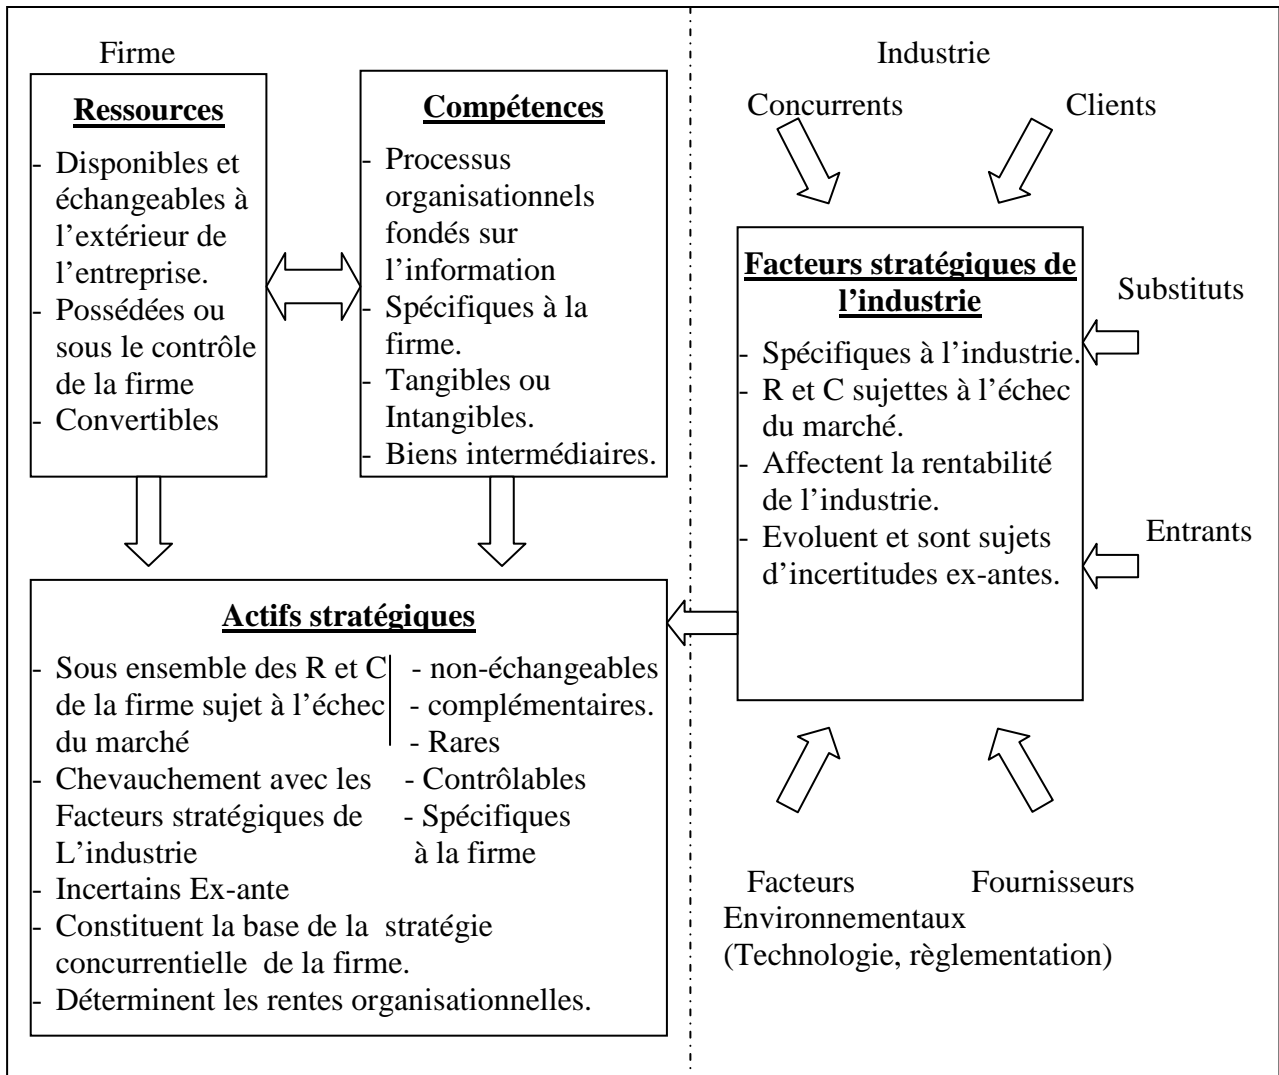 Firme
Ressources
- Disponibles et
échangeables à
l’extérieur de
l’entreprise.
- Possédées ou
sous le contrôle
de la firme
- Convertibles
Compétences
- Processus
organisationnels
fondés sur
l’information
- Spécifiques à la
firme.
- Tangibles ou
Intangibles.
- Biens intermédiaires.
Actifs stratégiques
- Sous ensemble des R et C
de la firme sujet à l’échec
du marché
- Chevauchement avec les
Facteurs stratégiques de
L’industrie
- Incertains Ex-ante
- Constituent la base de la stratégie
concurrentielle de la firme.
- Déterminent les rentes organisationnelles.
- non-échangeables
- complémentaires.
- Rares
- Contrôlables
- Spécifiques
à la firme
Industrie
Concurrents
Clients
Facteurs stratégiques de
l’industrie
- Spécifiques à l’industrie.
- R et C sujettes à l’échec
du marché.
- Affectent la rentabilité
de l’industrie.
- Evoluent et sont sujets
d’incertitudes ex-antes.
Substituts
Entrants
Facteurs
Environnementaux
(Technologie, règlementation)
Fournisseurs